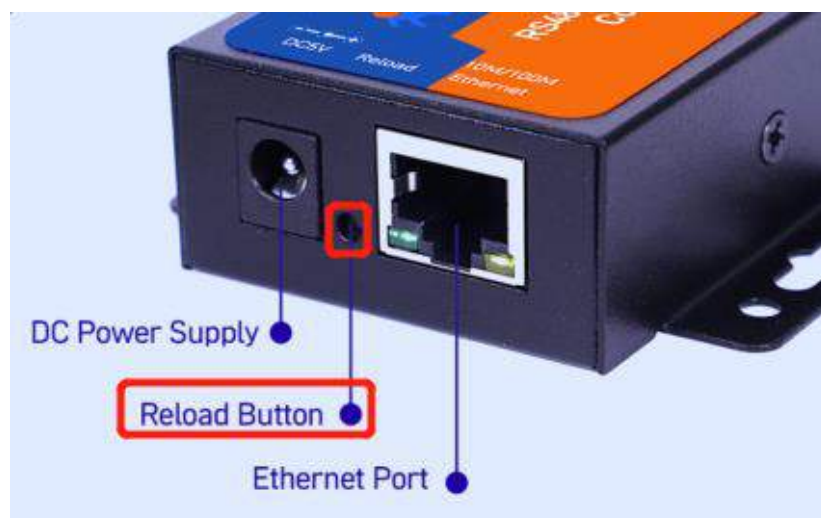 DC5V Reload
10M/100M
Ethernet
DC Power Supply
Reload Button
Ethernet Port